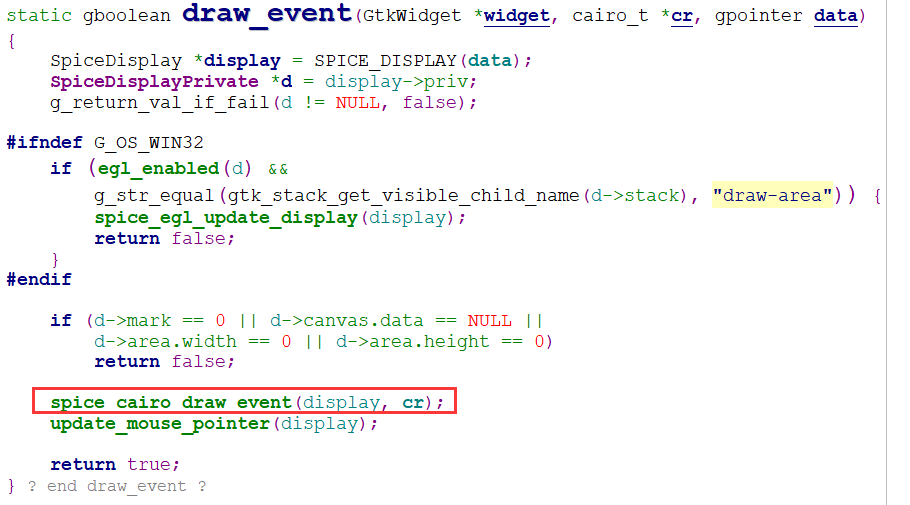 static gboolean draw_event(GtkWidget *widget, cairo_t *cr, gpointer data)
{
    SpiceDisplay *display = SPICE_DISPLAY(data);
    SpiceDisplayPrivate *d = display->priv;
    g_return_val_if_fail(d != NULL, false);

#ifndef G_OS_WIN32
    if (egl_enabled(d) &&
        g_str_equal(gtk_stack_get_visible_child_name(d->stack), "draw-area")) {
        spice_egl_update_display(display);
        return false;
    }
#endif

    if (d->mark == 0 || d->canvas.data == NULL ||
        d->area.width == 0 || d->area.height == 0)
        return false;

    spice_cairo_draw_event(display, cr);
    update_mouse_pointer(display);

    return true;
} ? end draw_event ?